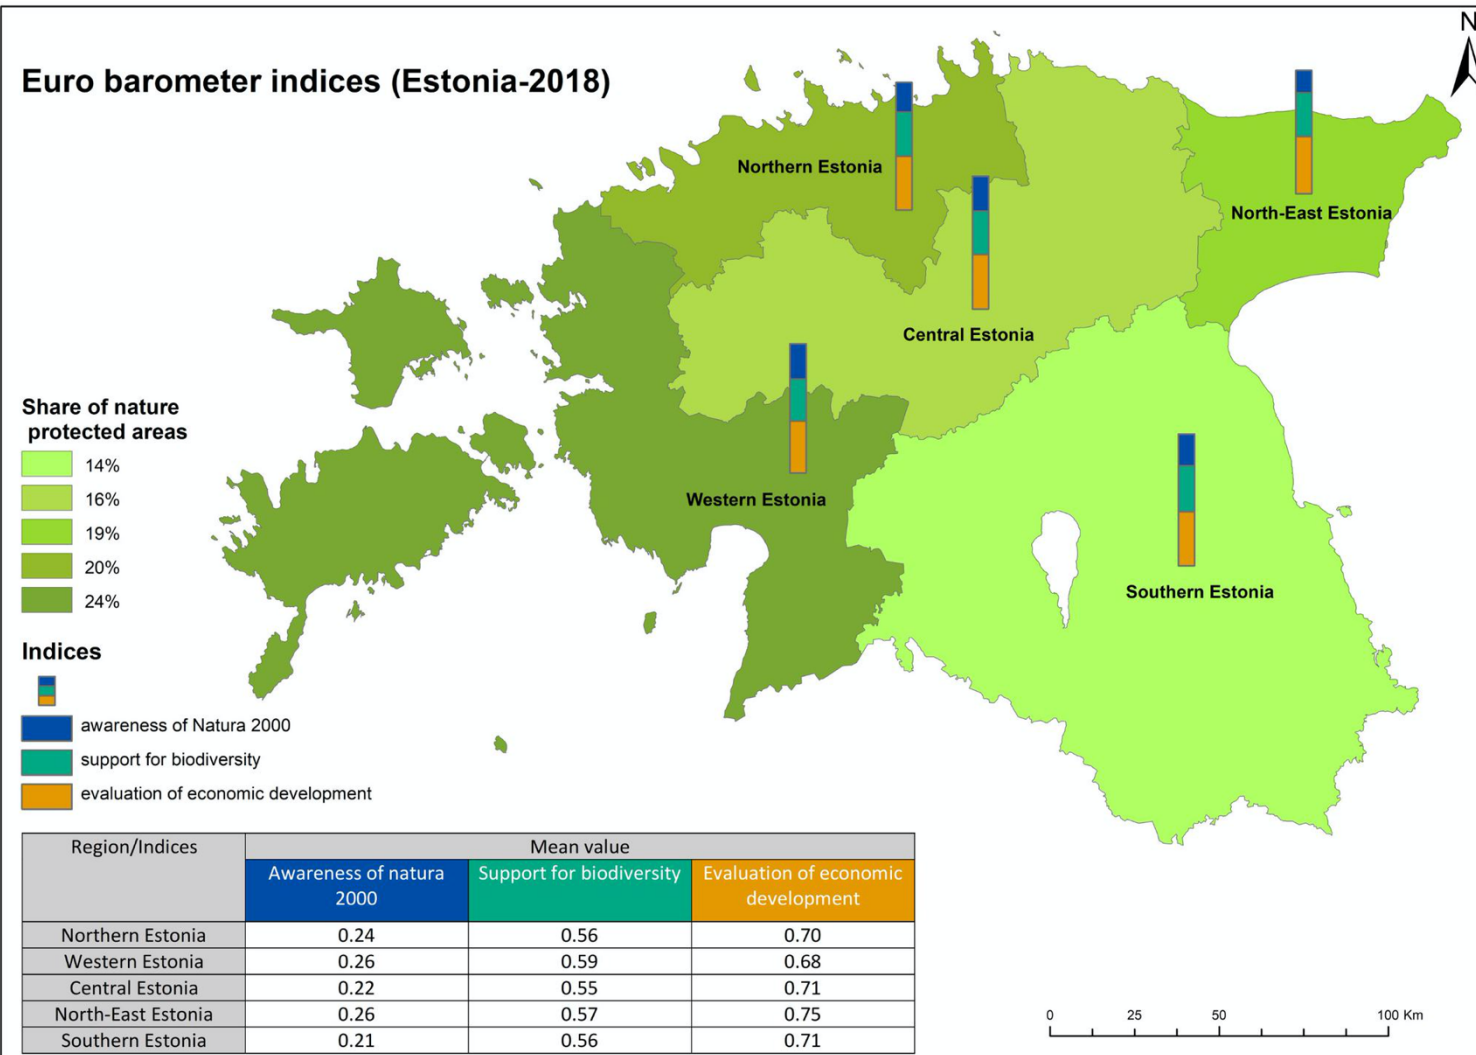 N
Euro barometer indices (Estonia-2018)
Northern Estonia
North-East Estonia
Central Estonia
Western Estonia
Southern Estonia
Share of nature
protected areas
14%
16%
19%
20%
24%
Indices
awareness of Natura 2000
support for biodiversity
evaluation of economic development
Region/Indices Mean value
Awareness of natura Support for biodiversity Evaluation of economic
2000 development
Northern Estonia 0.24 0.56 0.70
Western Estonia 0.26 0.59 0.68
Central Estonia 0.22 0.55 0.71
North-East Estonia 0.26 0.57 0.75
Southern Estonia 0.21 0.56 0.71
0 25 50 100 Km